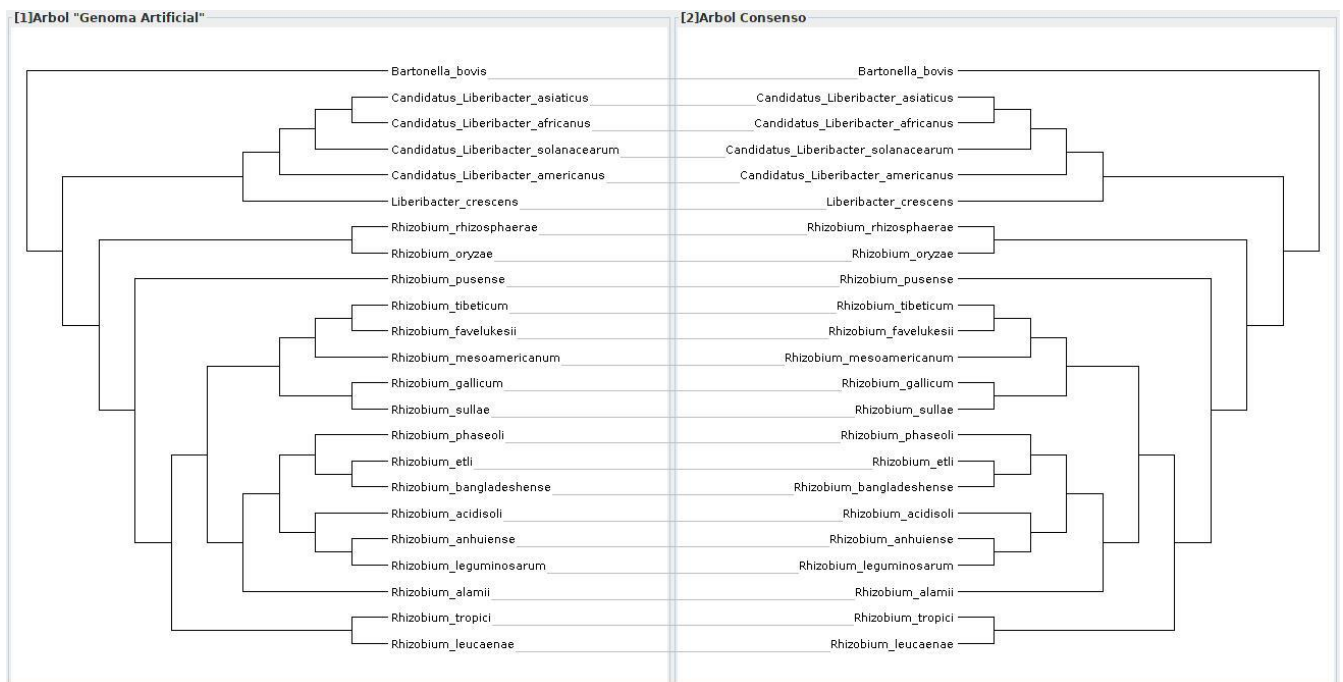 [1]Arbol "Genoma Artificial"
[2]Arbol Consenso
Bartonella_bovis Bartonella_bovis
Candidatus_Liberibacter_asiaticus Candidatus_Liberibacter_asiaticus
Candidatus_Liberibacter_africanus Candidatus_Liberibacter_africanus
Candidatus_Liberibacter_solanacearum Candidatus_Liberibacter_solanacearum
Candidatus_Liberibacter_americanus Candidatus_Liberibacter_americanus
Liberibacter_crescens Liberibacter_crescens
Rhizobium_rhizosphaerae Rhizobium_rhizosphaerae
Rhizobium_oryzae Rhizobium_oryzae
Rhizobium_pusense Rhizobium_pusense
Rhizobium_tibeticum Rhizobium_tibeticum
Rhizobium_favelukesii Rhizobium_favelukesii
Rhizobium_mesoamericanum Rhizobium_mesoamericanum
Rhizobium_gallicum Rhizobium_gallicum
Rhizobium_sullae Rhizobium_sullae
Rhizobium_phaseoli Rhizobium_phaseoli
Rhizobium_etli Rhizobium_etli
Rhizobium_bangladeshense Rhizobium_bangladeshense
Rhizobium_acidisoli Rhizobium_acidisoli
Rhizobium_anhuiense Rhizobium_anhuiense
Rhizobium_leguminosarum Rhizobium_leguminosarum
Rhizobium_alamii Rhizobium_alamii
Rhizobium_tropici Rhizobium_tropici
Rhizobium_leucaenae Rhizobium_leucaenae